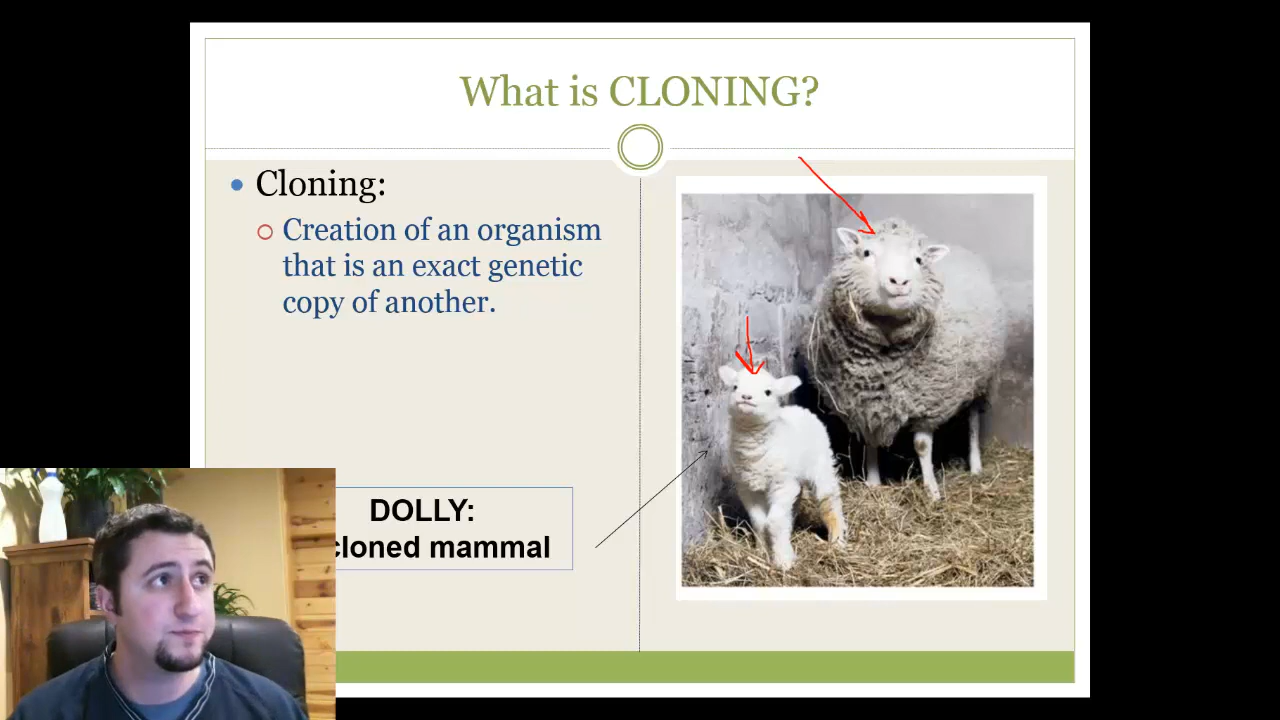 What is CLONING?
Cloning:
Creation of an organism
that is an exact genetic
copy of another.
DOLLY:
cloned mammal